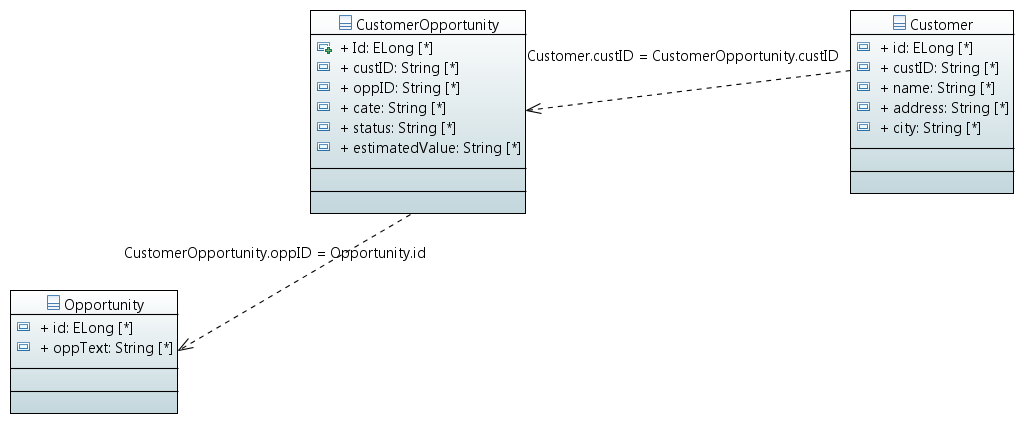 CustomerOpportunity
+ Id: ELong [*]
+ custID: String [*]
+ oppID: String [*]
+ cate: String [*]
+ status: String [*]
+ estimatedValue: String [*]
Customer.custID = CustomerOpportunity.custID
Customer
+ id: ELong [*]
+ custID: String [*]
+ name: String [*]
+ address: String [*]
+ city: String [*]
CustomerOpportunity.oppID = Opportunity.id
Opportunity
+ id: ELong [*]
+ oppText: String [*]